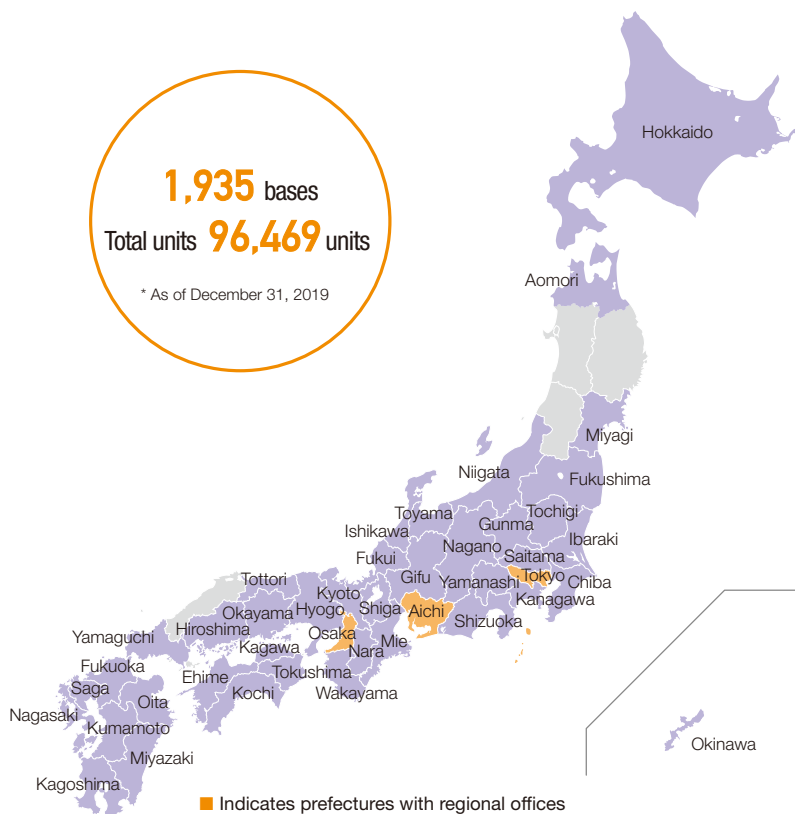 Hokkaido
1,935 bases
Total units 96,469 units
* As of December 31, 2019
Aomori
Miyagi
Niigata
Fukushima
Toyama
Tochigi
Gunma
Ishikawa
Ibaraki
Nagano
Saitama
Fukui
Gifu
Yamanashi
Tokyo
Chiba
Tottori
Kyoto
Kanagawa
Okayama
Hyogo
Shiga
Aichi
Shizuoka
Yamaguchi
Hiroshima
Osaka
Mie
Kagawa
Nara
Fukuoka
Ehime
Tokushima
Saga
Kochi
Wakayama
Oita
Nagasaki
Kumamoto
Okinawa
Miyazaki
Kagoshima
Indicates prefectures with regional offices